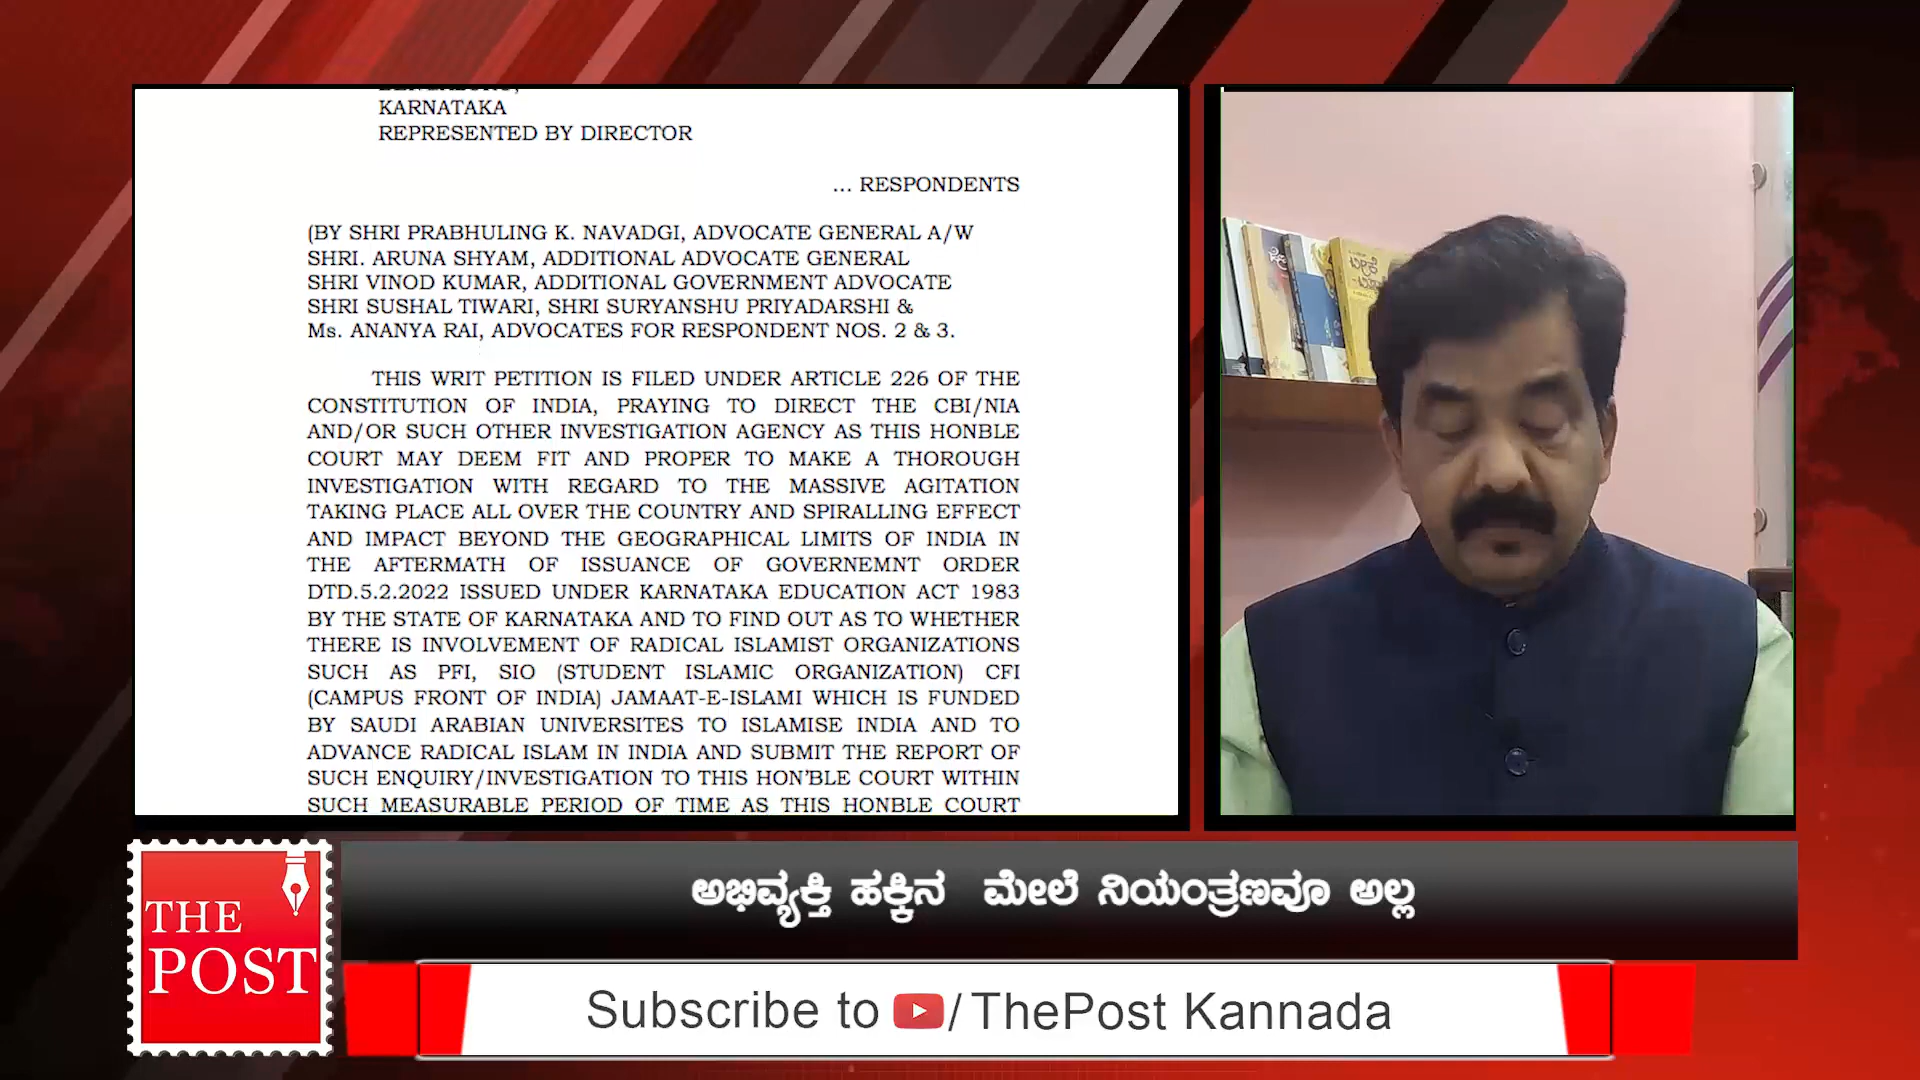 KARNATAKA
REPRESENTED BY DIRECTOR
... RESPONDENTS
(BY SHRI PRABHULING K. NAVADGI, ADVOCATE GENERAL A/W
SHRI. ARUNA SHYAM, ADDITIONAL ADVOCATE GENERAL
SHRI VINOD KUMAR, ADDITIONAL GOVERNMENT ADVOCATE
SHRI SUSHAL TIWARI, SHRI SURYANSHU PRIYADARSHI &
Ms. ANANYA RAI, ADVOCATES FOR RESPONDENT NOS. 2 & 3.
THIS WRIT PETITION IS FILED UNDER ARTICLE 226 OF THE
CONSTITUTION OF INDIA, PRAYING TO DIRECT THE CBI/NIA
AND/OR SUCH OTHER INVESTIGATION AGENCY AS THIS HONBLE
COURT MAY DEEM FIT AND PROPER TO MAKE A THOROUGH
INVESTIGATION WITH REGARD TO THE MASSIVE AGITATION
TAKING PLACE ALL OVER THE COUNTRY AND SPIRALLING EFFECT
AND IMPACT BEYOND THE GEOGRAPHICAL LIMITS OF INDIA IN
THE AFTERMATH OF ISSUANCE OF GOVERNEMNT ORDER
DTD.5.2.2022 ISSUED UNDER KARNATAKA EDUCATION ACT 1983
BY THE STATE OF KARNATAKA AND TO FIND OUT AS TO WHETHER
THERE IS INVOLVEMENT OF RADICAL ISLAMIST ORGANIZATIONS
SUCH AS PFI, SIO (STUDENT ISLAMIC ORGANIZATION) CFI
(CAMPUS FRONT OF INDIA) JAMAAT-E-ISLAMI WHICH IS FUNDED
BY SAUDI ARABIAN UNIVERSITES TO ISLAMISE INDIA AND TO
ADVANCE RADICAL ISLAM IN INDIA AND SUBMIT THE REPORT OF
SUCH ENQUIRY/INVESTIGATION TO THIS HON'BLE COURT WITHIN
SUCH MEASURABLE PERIOD OF TIME AS THIS HONBLE COURT
THE
POST
ಅಭಿವ್ಯಕ್ತಿ ಹಕ್ಕಿನ ಮೇಲೆ ನಿಯಂತ್ರಣವೂ ಅಲ್ಲ
Subscribe to /ThePost Kannada